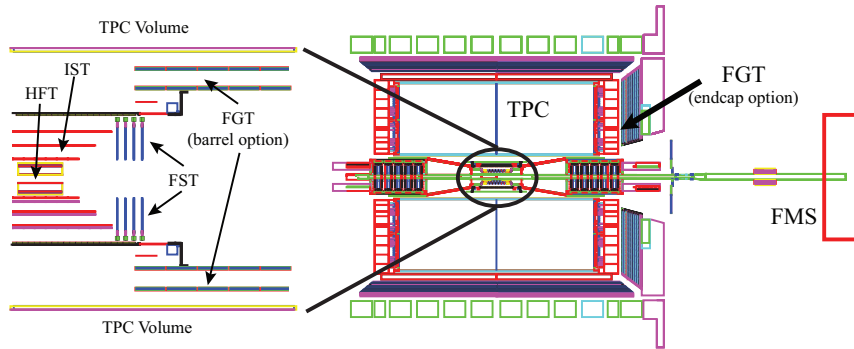 TPC Volume
IST
HFT
FGT
(barrel option)
FST
TPC Volume
TPC
FGT
(endcap option)
FMS